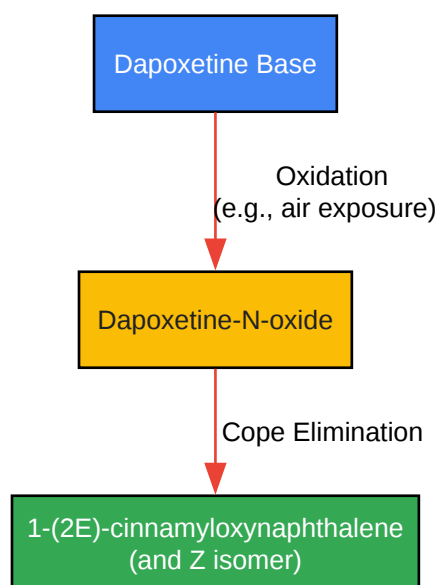 Dapoxetine Base
Oxidation
(e.g., air exposure)
Dapoxetine-N-oxide
Cope Elimination
1-(2E)-cinnamyloxynaphthalene
(and Z isomer)